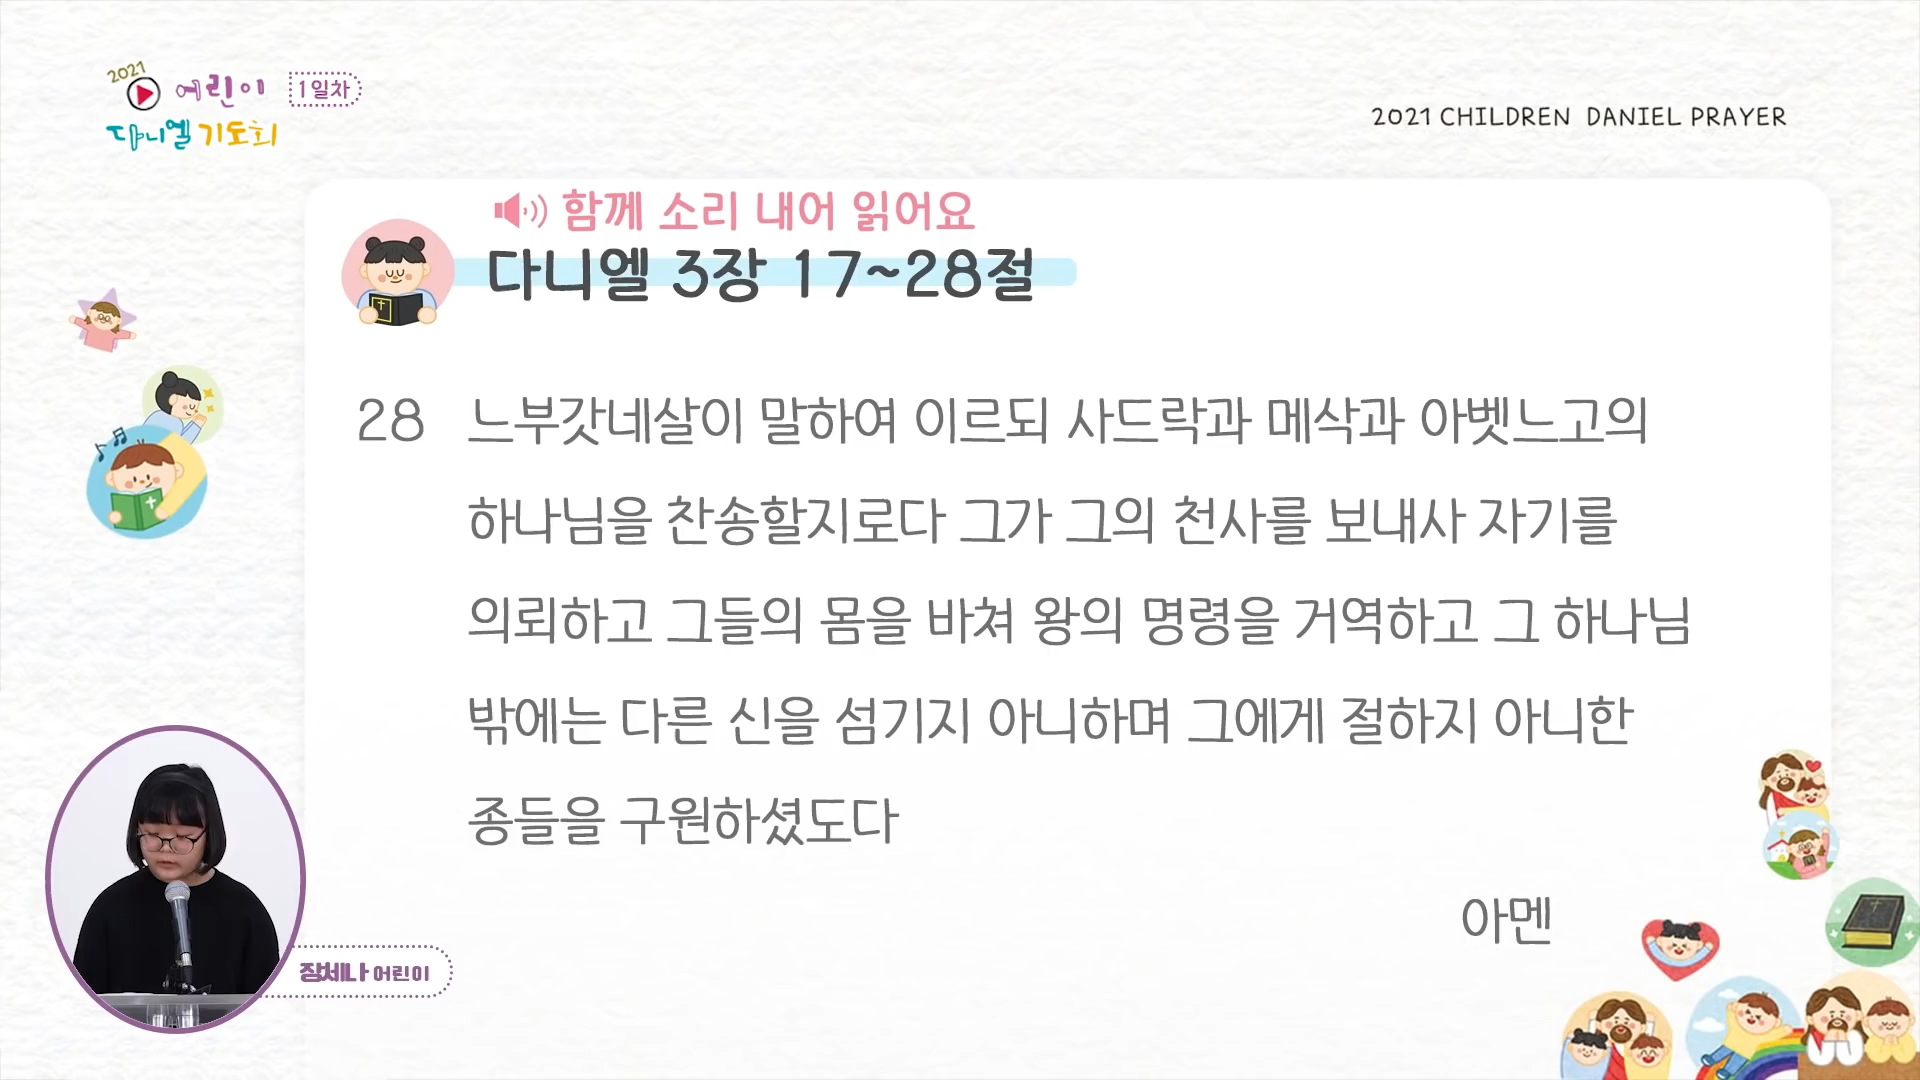 2021
어린이
1일차
다니엘 기도회
2021 CHILDREN DANIEL PRAYER
함께 소리 내어 읽어요
다니엘 3장 17~28절
28 느부갓네살이 말하여 이르되 사드락과 메삭과 아벳느고의
하나님을 찬송할지로다 그가 그의 천사를 보내사 자기를
의뢰하고 그들의 몸을 바쳐 왕의 명령을 거역하고 그 하나님
밖에는 다른 신을 섬기지 아니하며 그에게 절하지 아니한
종들을 구원하셨도다
아멘
장세나 어린이